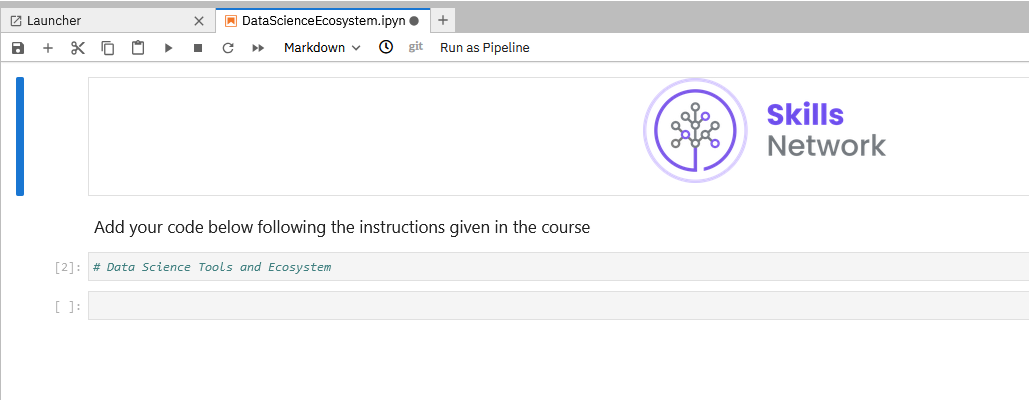 Launcher
DataScienceEcosystem.ipyn
Markdown
git
Run as Pipeline
Skills
Network
Add your code below following the instructions given in the course
[2]:
# Data Science Tools and Ecosystem
[ ]: